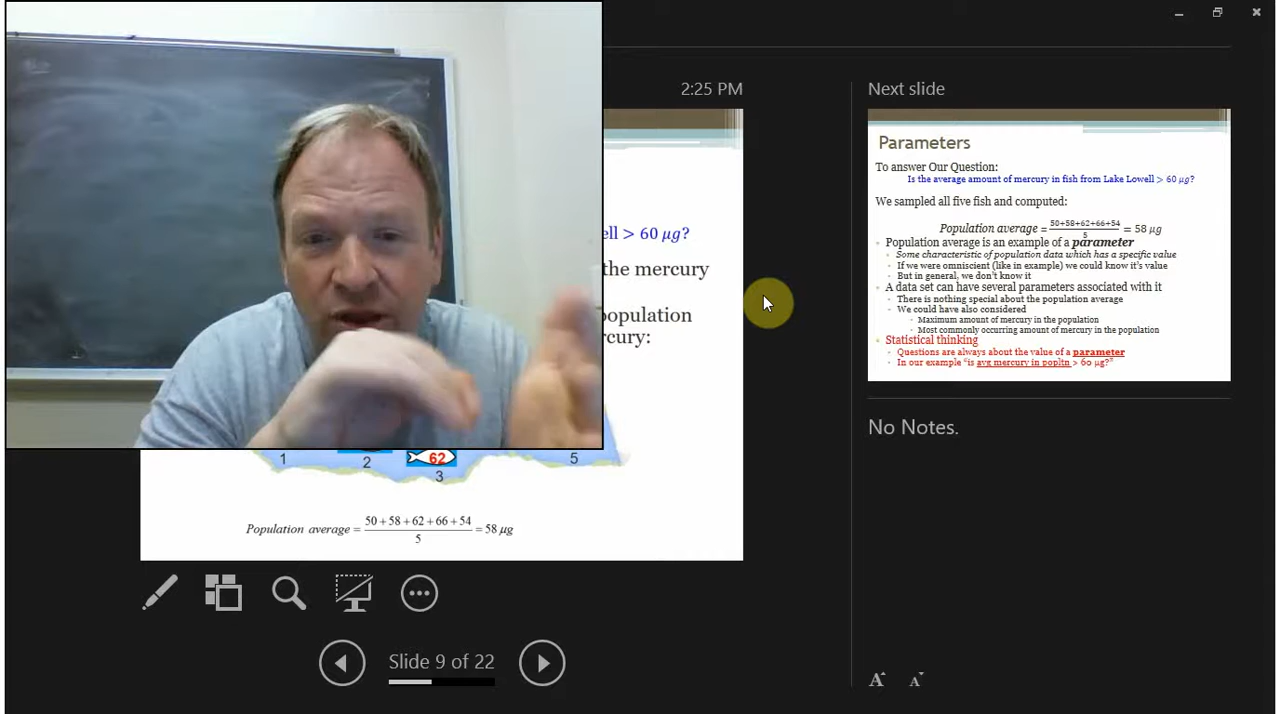 2:25 PM
ell > 60 μg?
the mercury
population
rcury:
1
2
62
3
5
Population average = 50 + 58 + 62 + 66 + 54 / 5 = 58 μg
Slide 9 of 22
Next slide
Parameters
To answer Our Question:
Is the average amount of mercury in fish from Lake Lowell > 60 μg?
We sampled all five fish and computed:
Population average = 50+58+62+66+54 / 5 = 58 μg
• Population average is an example of a parameter
• Some characteristic of population data which has a specific value
• If we were omniscient (like in example) we could know it's value
• But in general, we don't know it
• A data set can have several parameters associated with it
• There is nothing special about the population average
• We could have also considered
• Maximum amount of mercury in the population
• Most commonly occurring amount of mercury in the population
• Statistical thinking
• Questions are always about the value of a parameter
• In our example "is avg mercury in popltn > 60 μg?"
No Notes.
A A